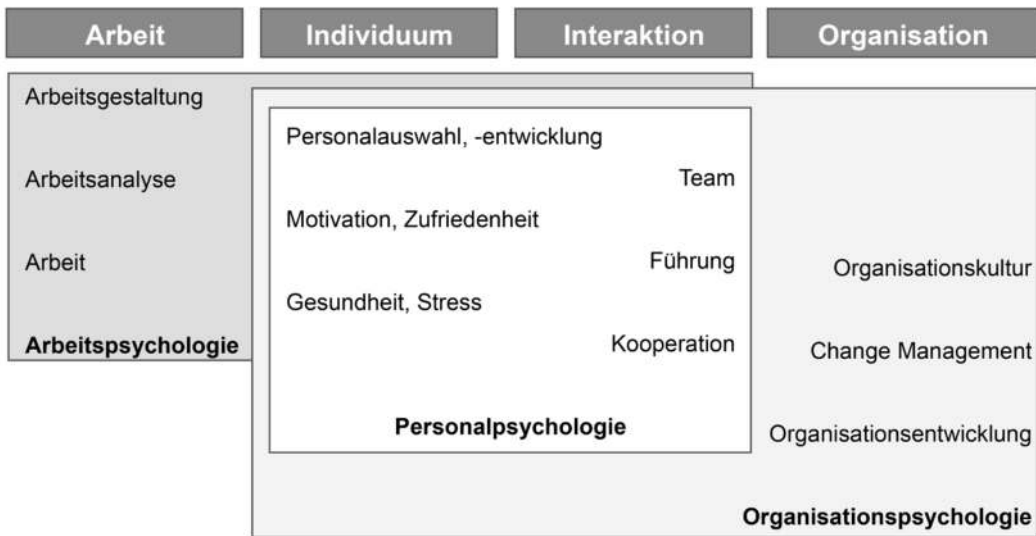 Arbeit
Individuum
Interaktion
Organisation
Arbeitsgestaltung
Arbeitsanalyse
Arbeit
Arbeitspsychologie
Personalauswahl, -entwicklung
Team
Motivation, Zufriedenheit
Führung
Gesundheit, Stress
Kooperation
Personalpsychologie
Organisationskultur
Change Management
Organisationsentwicklung
Organisationspsychologie